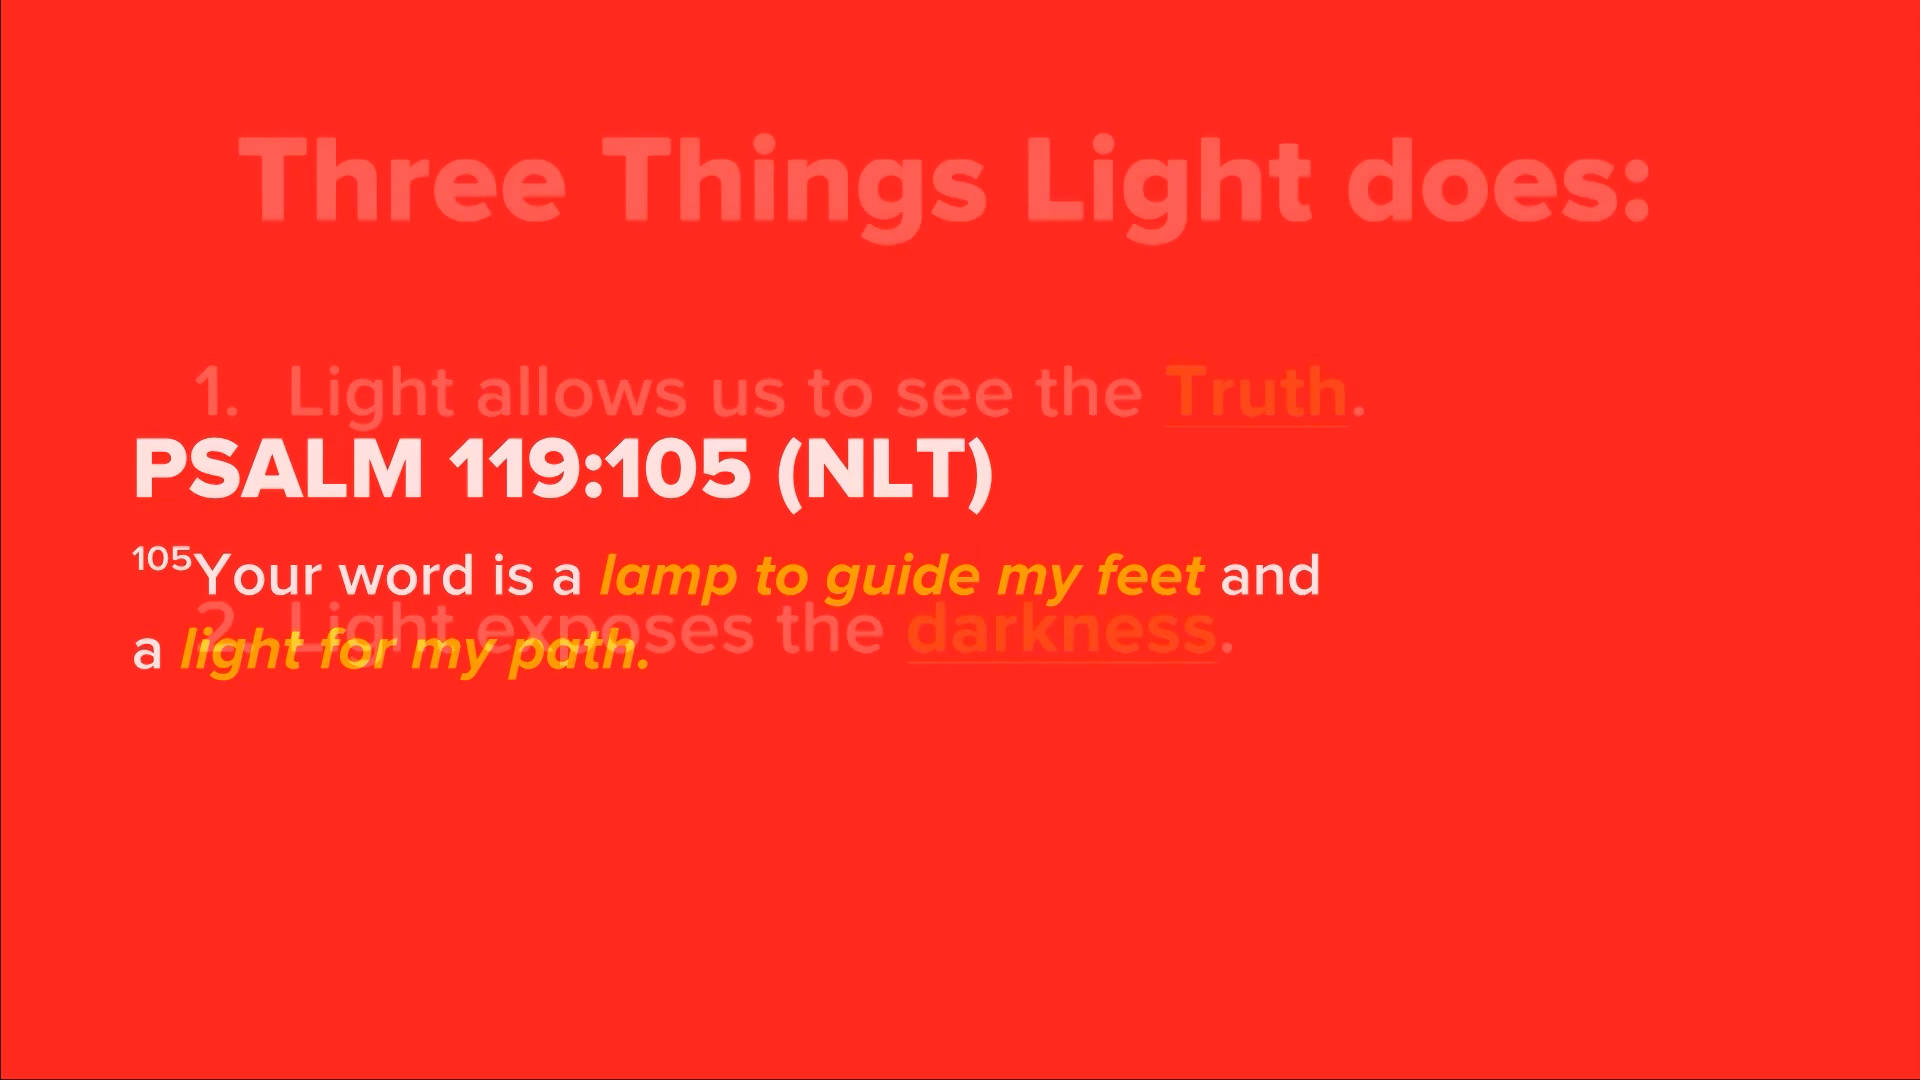 Three Things Light does:
1. Light allows us to see the Truth.
PSALM 119:105 (NLT)
105Your word is a lamp to guide my feet and
2. Light exposes the darkness.
a light for my path.